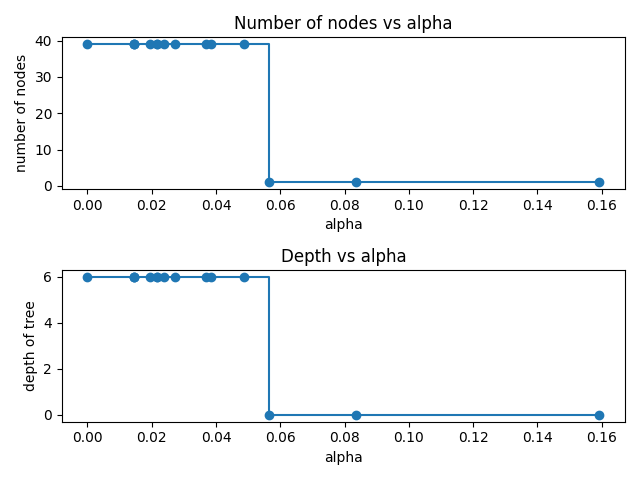 Number of nodes vs alpha
number of nodes
40
30
20
10
0
0.00 0.02 0.04 0.06 0.08 0.10 0.12 0.14 0.16
alpha
Depth vs alpha
depth of tree
6
4
2
0
0.00 0.02 0.04 0.06 0.08 0.10 0.12 0.14 0.16
alpha